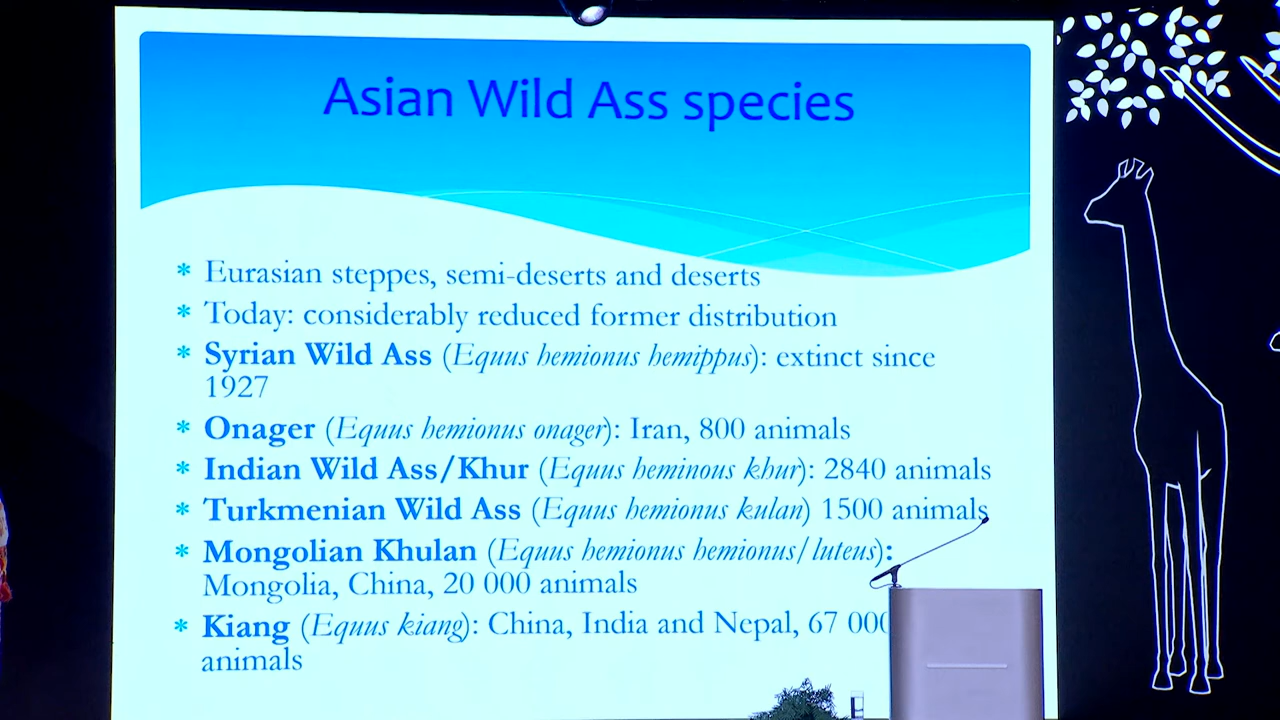 Asian Wild Ass species
* Eurasian steppes, semi-deserts and deserts
* Today: considerably reduced former distribution
* Syrian Wild Ass (Equus hemionus hemippus): extinct since
1927
* Onager (Equus hemionus onager): Iran, 800 animals
* Indian Wild Ass/Khur (Equus heminous khur): 2840 animals
* Turkmenian Wild Ass (Equus hemionus kulan) 1500 animals
* Mongolian Khulan (Equus hemionus hemionus/luteus):
Mongolia, China, 20 000 animals
* Kiang (Equus kiang): China, India and Nepal, 67 000
animals